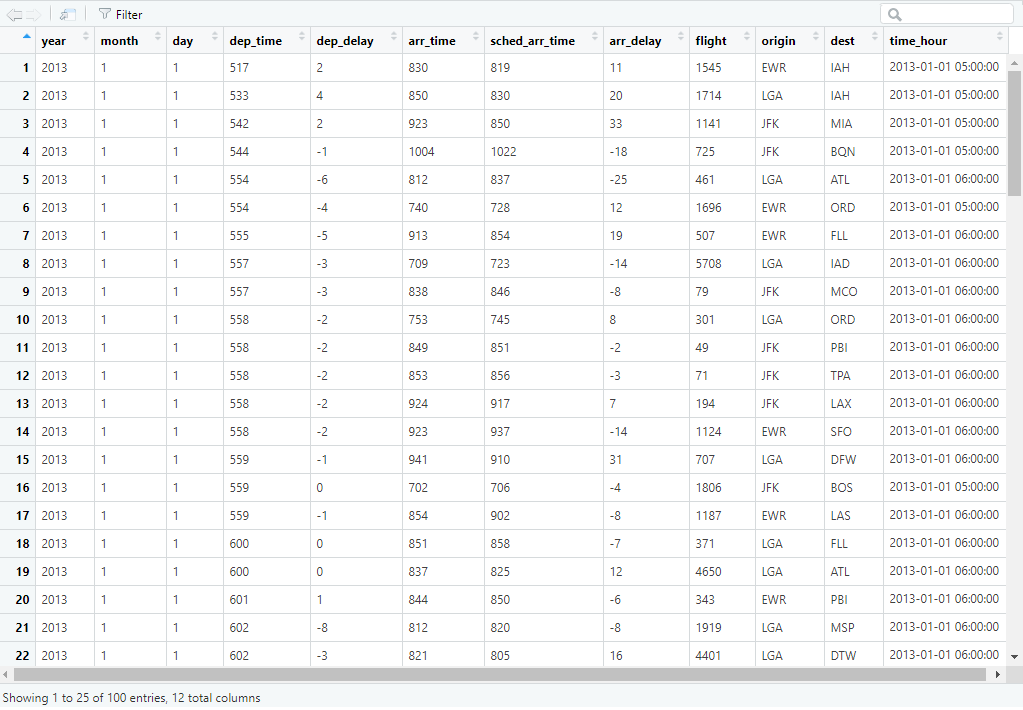 Filter
year month day dep_time dep_delay arr_time sched_arr_time arr_delay flight origin dest time_hour
1 2013 1 1 517 2 830 819 11 1545 EWR IAH 2013-01-01 05:00:00
2 2013 1 1 533 4 850 830 20 1714 LGA IAH 2013-01-01 05:00:00
3 2013 1 1 542 2 923 850 33 1141 JFK MIA 2013-01-01 05:00:00
4 2013 1 1 544 -1 1004 1022 -18 725 JFK BQN 2013-01-01 05:00:00
5 2013 1 1 554 -6 812 837 -25 461 LGA ATL 2013-01-01 06:00:00
6 2013 1 1 554 -4 740 728 12 1696 EWR ORD 2013-01-01 05:00:00
7 2013 1 1 555 -5 913 854 19 507 EWR FLL 2013-01-01 06:00:00
8 2013 1 1 557 -3 709 723 -14 5708 LGA IAD 2013-01-01 06:00:00
9 2013 1 1 557 -3 838 846 -8 79 JFK MCO 2013-01-01 06:00:00
10 2013 1 1 558 -2 753 745 8 301 LGA ORD 2013-01-01 06:00:00
11 2013 1 1 558 -2 849 851 -2 49 JFK PBI 2013-01-01 06:00:00
12 2013 1 1 558 -2 853 856 -3 71 JFK TPA 2013-01-01 06:00:00
13 2013 1 1 558 -2 924 917 7 194 JFK LAX 2013-01-01 06:00:00
14 2013 1 1 558 -2 923 937 -14 1124 EWR SFO 2013-01-01 06:00:00
15 2013 1 1 559 -1 941 910 31 707 LGA DFW 2013-01-01 06:00:00
16 2013 1 1 559 0 702 706 -4 1806 JFK BOS 2013-01-01 05:00:00
17 2013 1 1 559 -1 854 902 -8 1187 EWR LAS 2013-01-01 06:00:00
18 2013 1 1 600 0 851 858 -7 371 LGA FLL 2013-01-01 06:00:00
19 2013 1 1 600 0 837 825 12 4650 LGA ATL 2013-01-01 06:00:00
20 2013 1 1 601 1 844 850 -6 343 EWR PBI 2013-01-01 06:00:00
21 2013 1 1 602 -8 812 820 -8 1919 LGA MSP 2013-01-01 06:00:00
22 2013 1 1 602 -3 821 805 16 4401 LGA DTW 2013-01-01 06:00:00
Showing 1 to 25 of 100 entries, 12 total columns